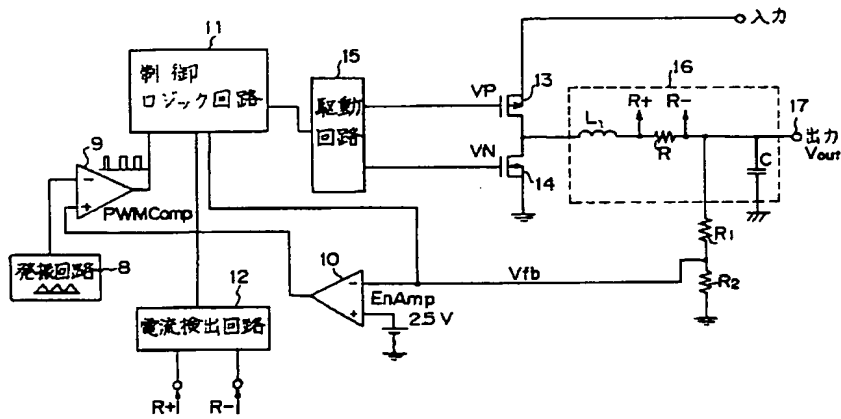 入力
11
制御
ロジック回路
15
駆動
回路
VP
13
VN
14
16
L1
R+
R-
R
C
17
出力
Vout
9
-
+
PWMComp
発振回路
8
12
電流検出回路
R+
R-
10
-
EnAmp
+
2.5 V
Vfb
R1
R2